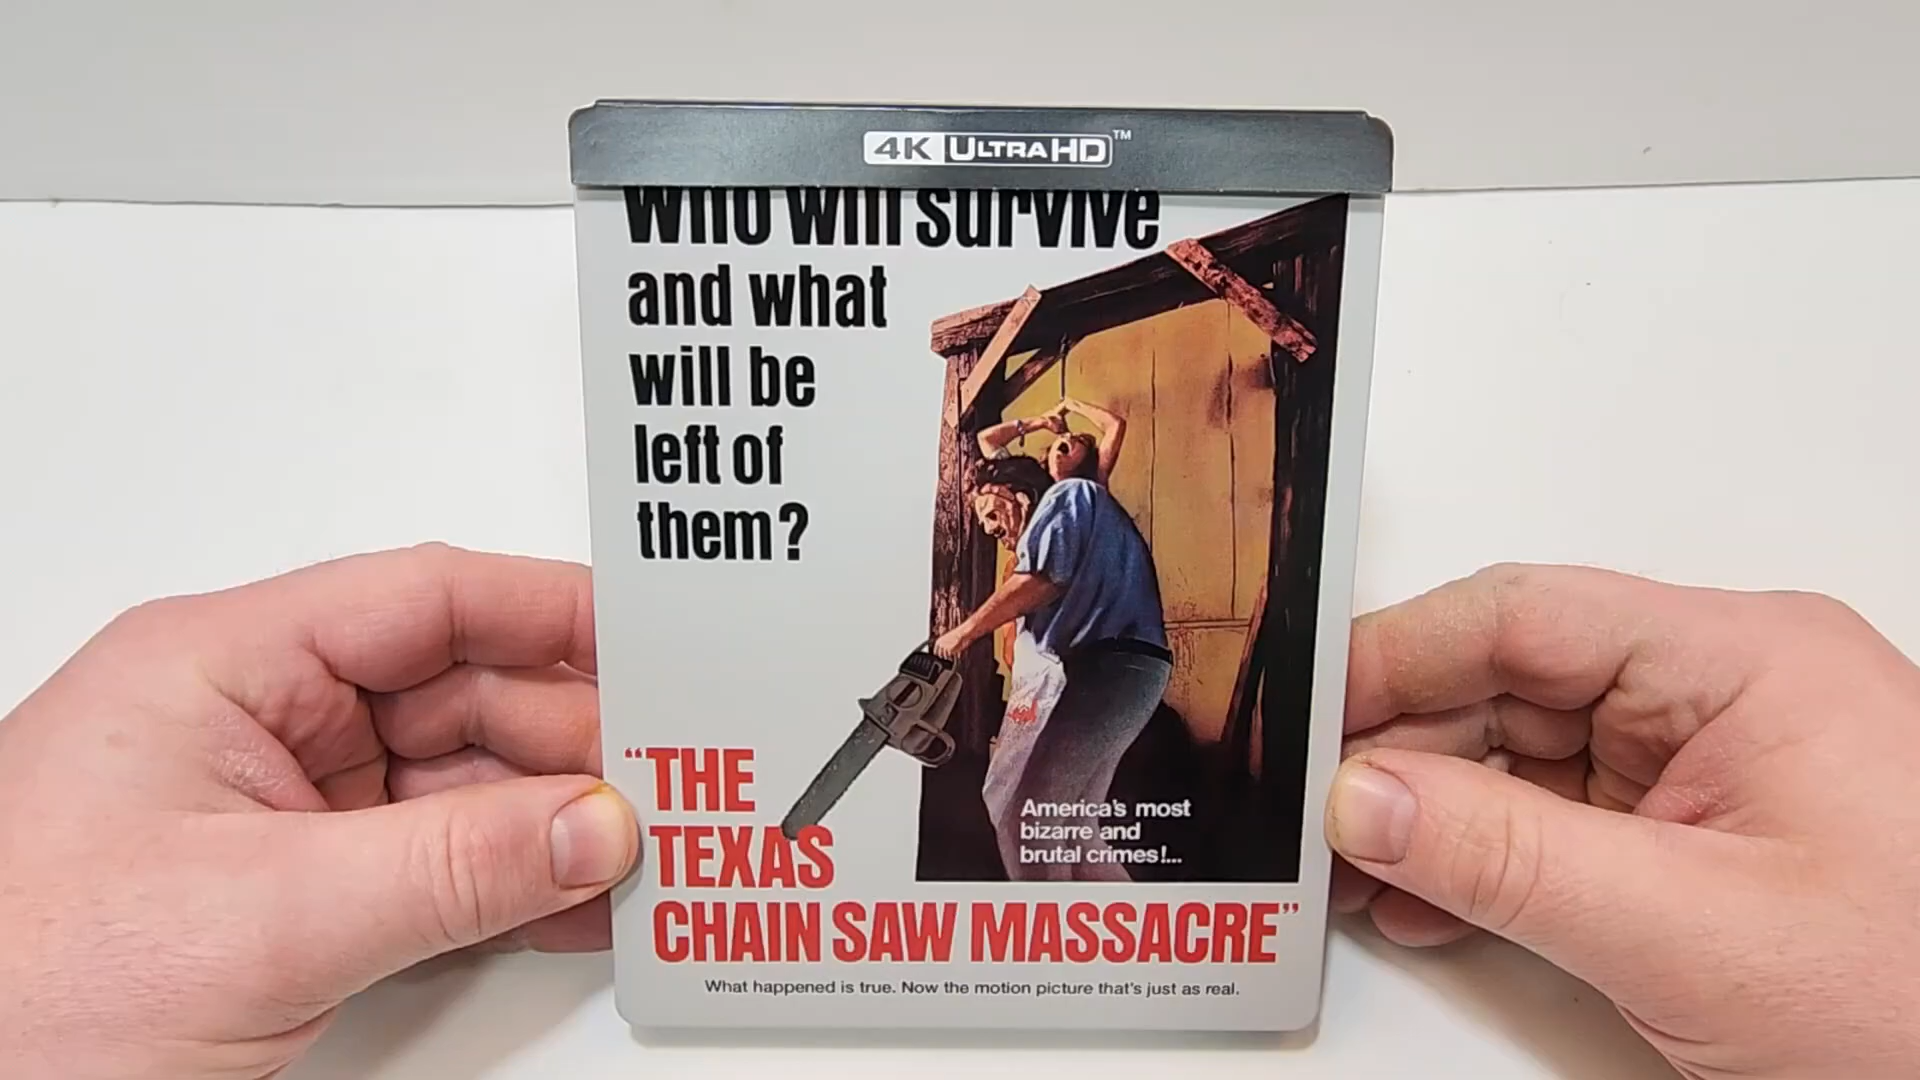 4K ULTRA HD™
Who will survive
and what
will be
left of
them?
America's most
bizarre and
brutal crimes!...
“THE
TEXAS
CHAIN SAW MASSACRE”
What happened is true. Now the motion picture that's just as real.